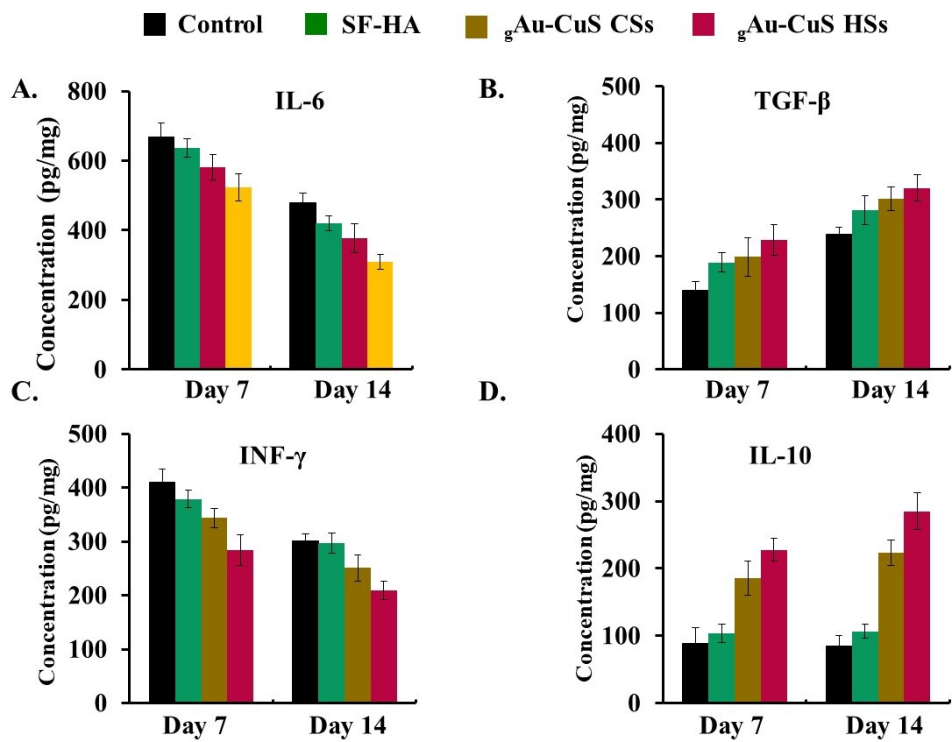 Control SF-HA gAu-CuS CSs gAu-CuS HSs
A.
IL-6
Concentration (pg/mg)
800
600
400
200
0
Day 7 Day 14
B.
TGF-β
Concentration (pg/mg)
500
400
300
200
100
0
Day 7 Day 14
C.
INF-γ
Concentration (pg/mg)
500
400
300
200
100
0
Day 7 Day 14
D.
IL-10
Concentration (pg/mg)
400
300
200
100
0
Day 7 Day 14